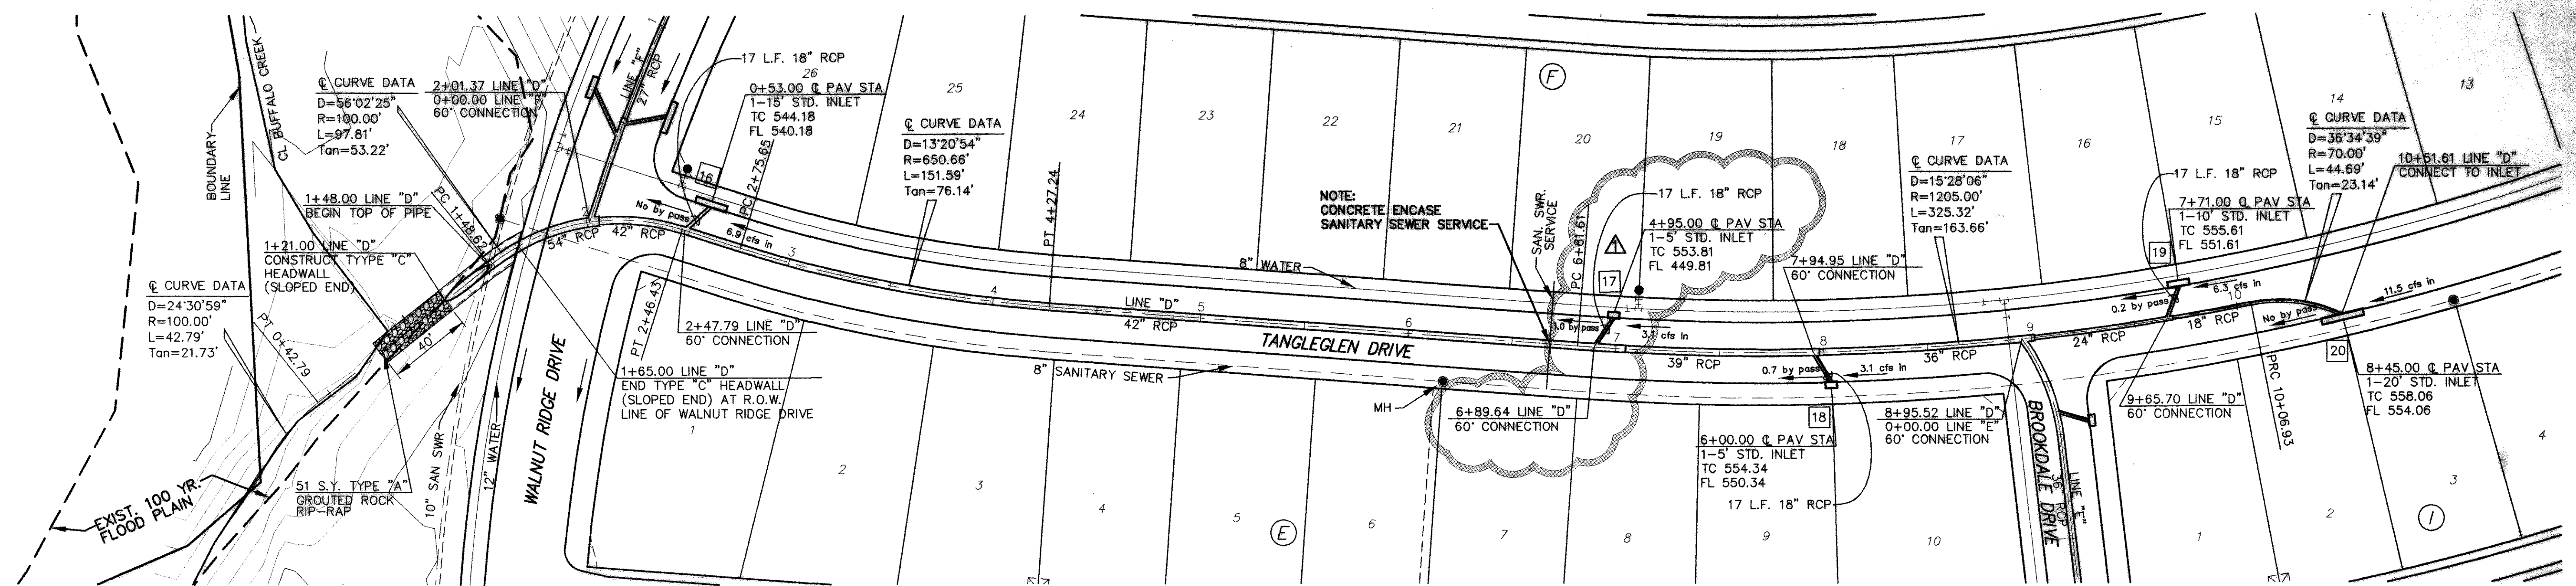 BOUNDARY
LINE
CL BUFFALO CREEK
℄ CURVE DATA
D=56°02'25"
R=100.00'
L=97.81'
Tan=53.22'
2+01.37 LINE "D"
0+00.00 LINE "F"
60° CONNECTION
LINE "F"
27" RCP
17 L.F. 18" RCP
26
0+53.00 ℄ PAV STA
1-15' STD. INLET
TC 544.18
FL 540.18
16
PC 2+75.65
No by pass
6.9 cfs in
1+48.00 LINE "D"
BEGIN TOP OF PIPE
PC 1+48.62
1+21.00 LINE "D"
CONSTRUCT TYYPE "C"
HEADWALL
(SLOPED END)
℄ CURVE DATA
D=24°30'59"
R=100.00'
L=42.79'
Tan=21.73'
PT 0+42.79
40'
2
54" RCP
42" RCP
51 S.Y. TYPE "A"
GROUTED ROCK
RIP-RAP
EXIST. 100 YR.
FLOOD PLAIN
10" SAN SWR
12" WATER
WALNUT RIDGE DRIVE
PT 2+46.43
2+47.79 LINE "D"
60° CONNECTION
1+65.00 LINE "D"
END TYPE "C" HEADWALL
(SLOPED END) AT R.O.W.
LINE OF WALNUT RIDGE DRIVE
1
2
3
4
5
6
7
8
9
10
E
25
24
23
22
21
20
19
18
17
16
15
14
13
F
℄ CURVE DATA
D=13°20'54"
R=650.66'
L=151.59'
Tan=76.14'
PT 4+27.24
3
4
5
6
7
8
9
10
LINE "D"
42" RCP
8" WATER
TANGLEGLEN DRIVE
8" SANITARY SEWER
MH
NOTE:
CONCRETE ENCASE
SANITARY SEWER SERVICE
SAN. SWR.
SERVICE
PC 6+81.61
1
17
17 L.F. 18" RCP
4+95.00 ℄ PAV STA
1-5' STD. INLET
TC 553.81
FL 449.81
1.0 by pass
3.1 cfs in
6+89.64 LINE "D"
60° CONNECTION
39" RCP
7+94.95 LINE "D"
60° CONNECTION
0.7 by pass
3.1 cfs in
18
6+00.00 ℄ PAV STA
1-5' STD. INLET
TC 554.34
FL 550.34
17 L.F. 18" RCP
℄ CURVE DATA
D=15°28'06"
R=1205.00'
L=325.32'
Tan=163.66'
36" RCP
8+95.52 LINE "D"
0+00.00 LINE "E"
60° CONNECTION
BROOKDALE DRIVE
LINE "E"
36" RCP
24" RCP
18" RCP
19
17 L.F. 18" RCP
7+71.00 ℄ PAV STA
1-10' STD. INLET
TC 555.61
FL 551.61
0.2 by pass
6.3 cfs in
9+65.70 LINE "D"
60° CONNECTION
℄ CURVE DATA
D=36°34'39"
R=70.00'
L=44.69'
Tan=23.14'
10+51.61 LINE "D"
CONNECT TO INLET
11.5 cfs in
No by pass
PRC 10+06.93
20
8+45.00 ℄ PAV STA
1-20' STD. INLET
TC 558.06
FL 554.06
1
2
3
4
I